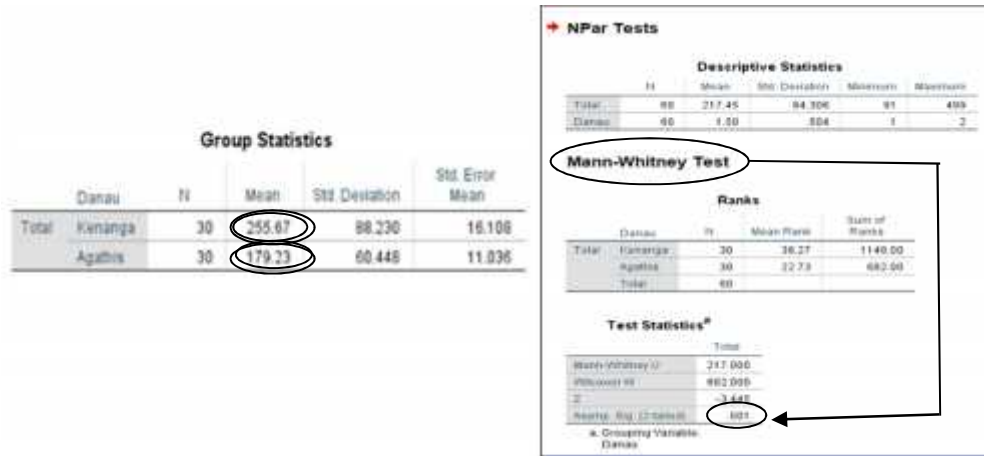 Group Statistics
Danau N Mean Std. Deviation Std. Error Mean
Total Kenanga 30 255.67 88.230 16.108
Agathis 30 179.23 60.448 11.036
NPar Tests
Descriptive Statistics
N Mean Std. Deviation Minimum Maximum
Total 60 217.45 84.306 91 499
Danau 60 1.50 .504 1 2
Mann-Whitney Test
Ranks
Danau N Mean Rank Sum of Ranks
Total Kenanga 30 38.27 1148.00
Agathis 30 22.73 682.00
Total 60
Test Statistics a
Total
Mann-Whitney U 217.000
Wilcoxon W 682.000
Z -3.445
Asymp. Sig. (2-tailed) .001
a. Grouping Variable:
Danau